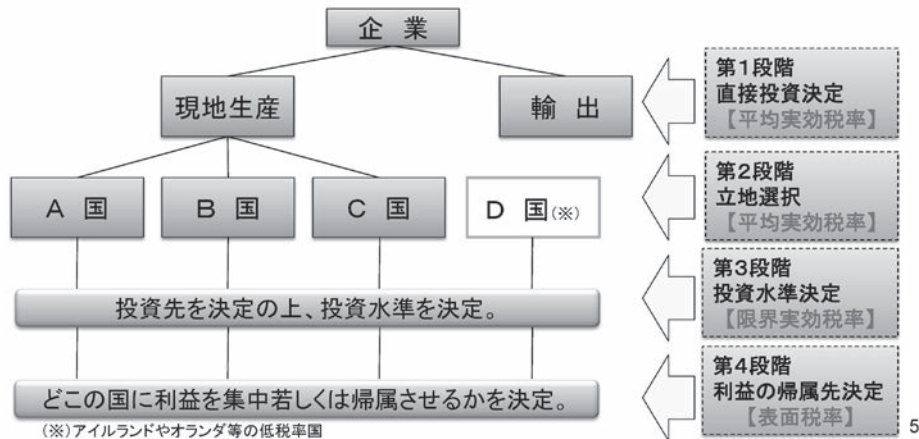 企 業
現地生産
輸 出
第1段階
直接投資決定
【平均実効税率】
A 国
B 国
C 国
D 国(※)
第2段階
立地選択
【平均実効税率】
投資先を決定の上、投資水準を決定。
第3段階
投資水準決定
【限界実効税率】
どこの国に利益を集中若しくは帰属させるかを決定。
第4段階
利益の帰属先決定
【表面税率】
(※)アイルランドやオランダ等の低税率国
5